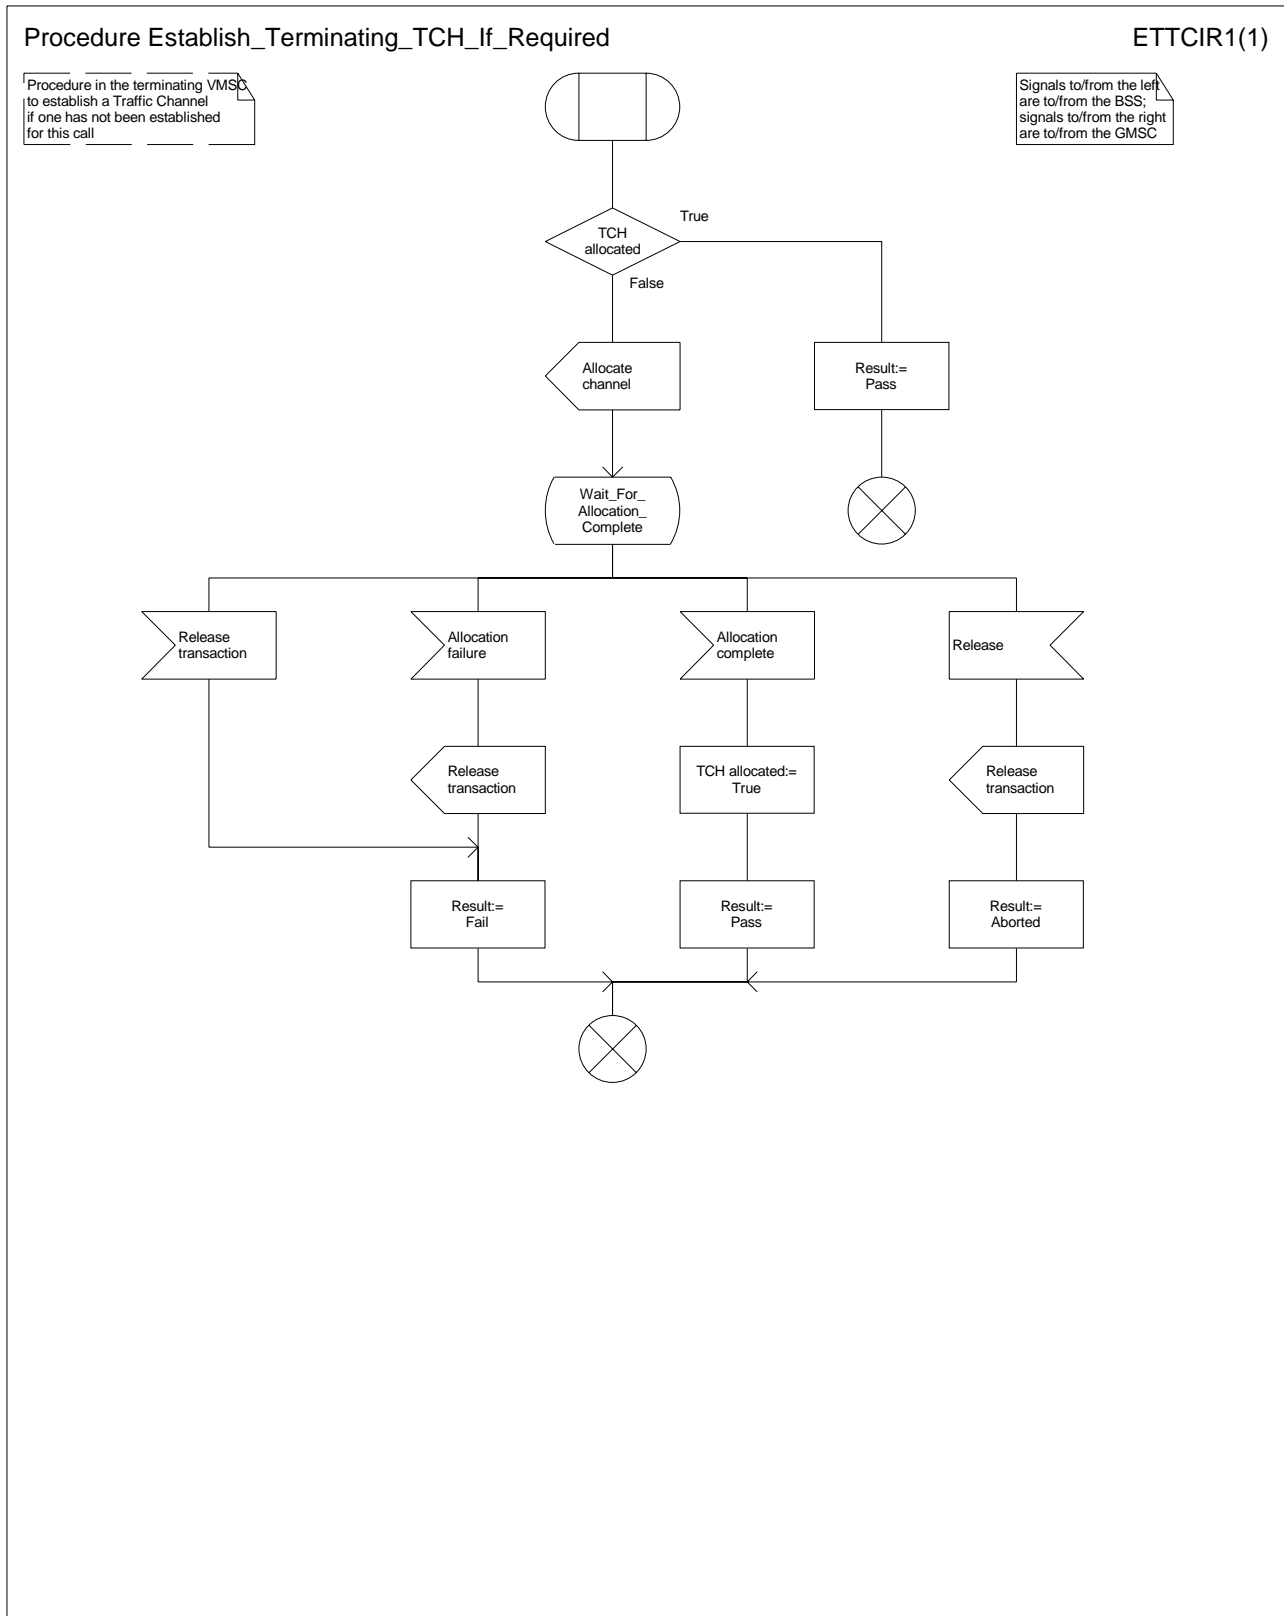 Procedure Establish_Terminating_TCH_If_Required
ETTCIR1(1)
Procedure in the terminating VMSC
to establish a Traffic Channel
if one has not been established
for this call
Signals to/from the left
are to/from the BSS;
signals to/from the right
are to/from the GMSC
TCH
allocated
True
False
Allocate
channel
Result:=
Pass
Wait_For_
Allocation_
Complete
Release
transaction
Allocation
failure
Allocation
complete
Release
Release
transaction
TCH allocated:=
True
Release
transaction
Result:=
Fail
Result:=
Pass
Result:=
Aborted